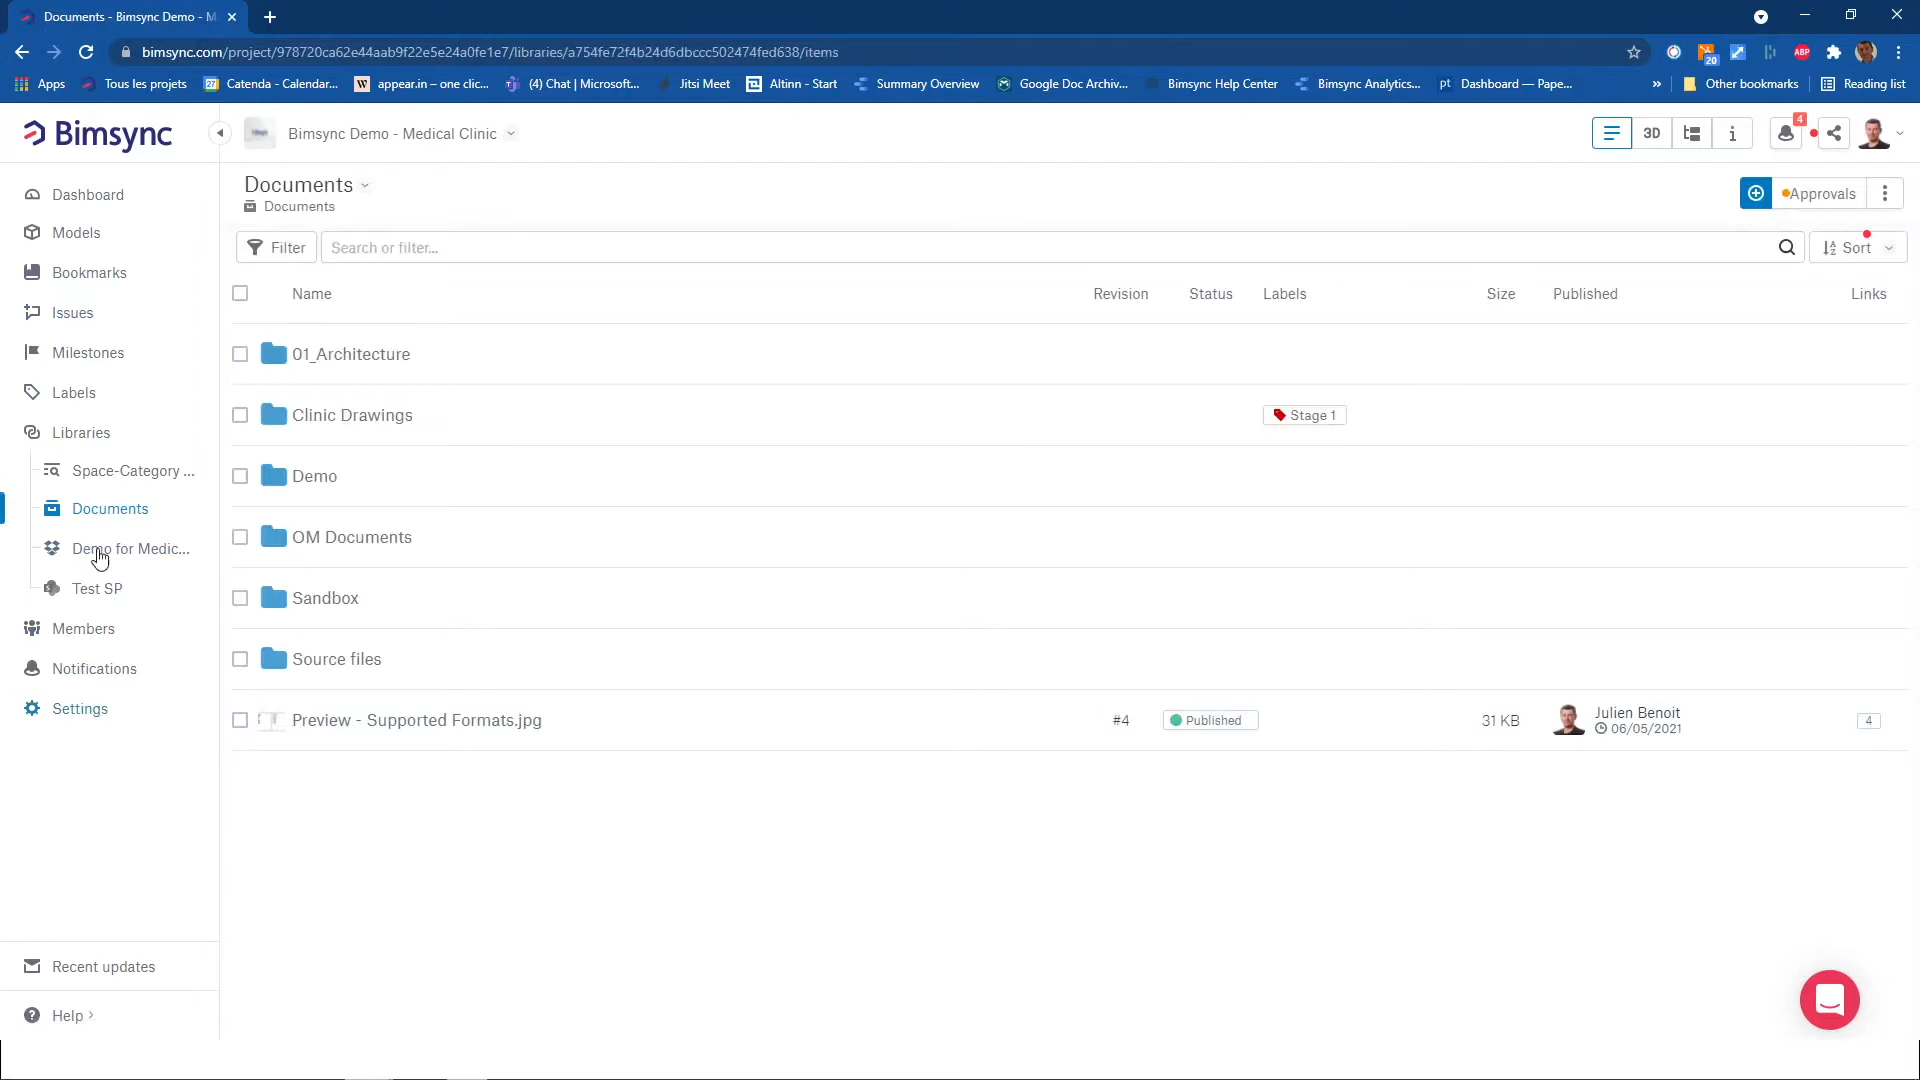 Documents - Bimsync Demo - M
bimsync.com/project/978720ca62e44aab9f22e5e24a0fe1e7/libraries/a754fe72f4b24d6dbccc502474fed638/items
20
ABP
Apps
Tous les projets
27
Catenda - Calendar...
W
appear.in – one clic...
(4) Chat | Microsoft...
Jitsi Meet
Altinn - Start
Summary Overview
Google Doc Archiv...
Bimsync Help Center
Bimsync Analytics...
pt
Dashboard — Pape...
»
Other bookmarks
Reading list
Bimsync
Bimsync Demo - Medical Clinic
3D
i
4
Dashboard
Models
Bookmarks
Issues
Milestones
Labels
Libraries
Space-Category ...
Documents
Demo for Medic...
Test SP
Members
Notifications
Settings
Recent updates
Help
Documents
Documents
Approvals
Filter
Search or filter...
Sort
Name Revision Status Labels Size Published Links
01_Architecture
Clinic Drawings Stage 1
Demo
OM Documents
Sandbox
Source files
Preview - Supported Formats.jpg #4 Published 31 KB Julien Benoit 4
06/05/2021